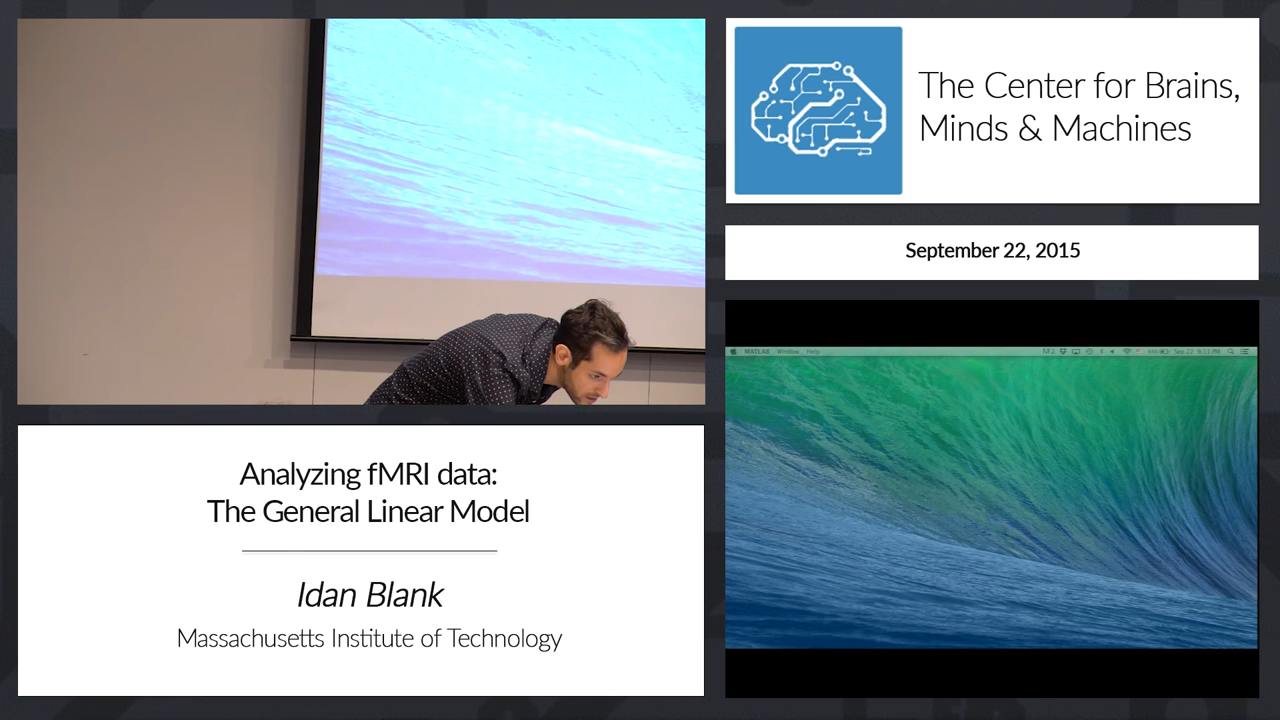 The Center for Brains,
Minds & Machines
September 22, 2015
Analyzing fMRI data:
The General Linear Model
Idan Blank
Massachusetts Institute of Technology
MATLAB Window Help